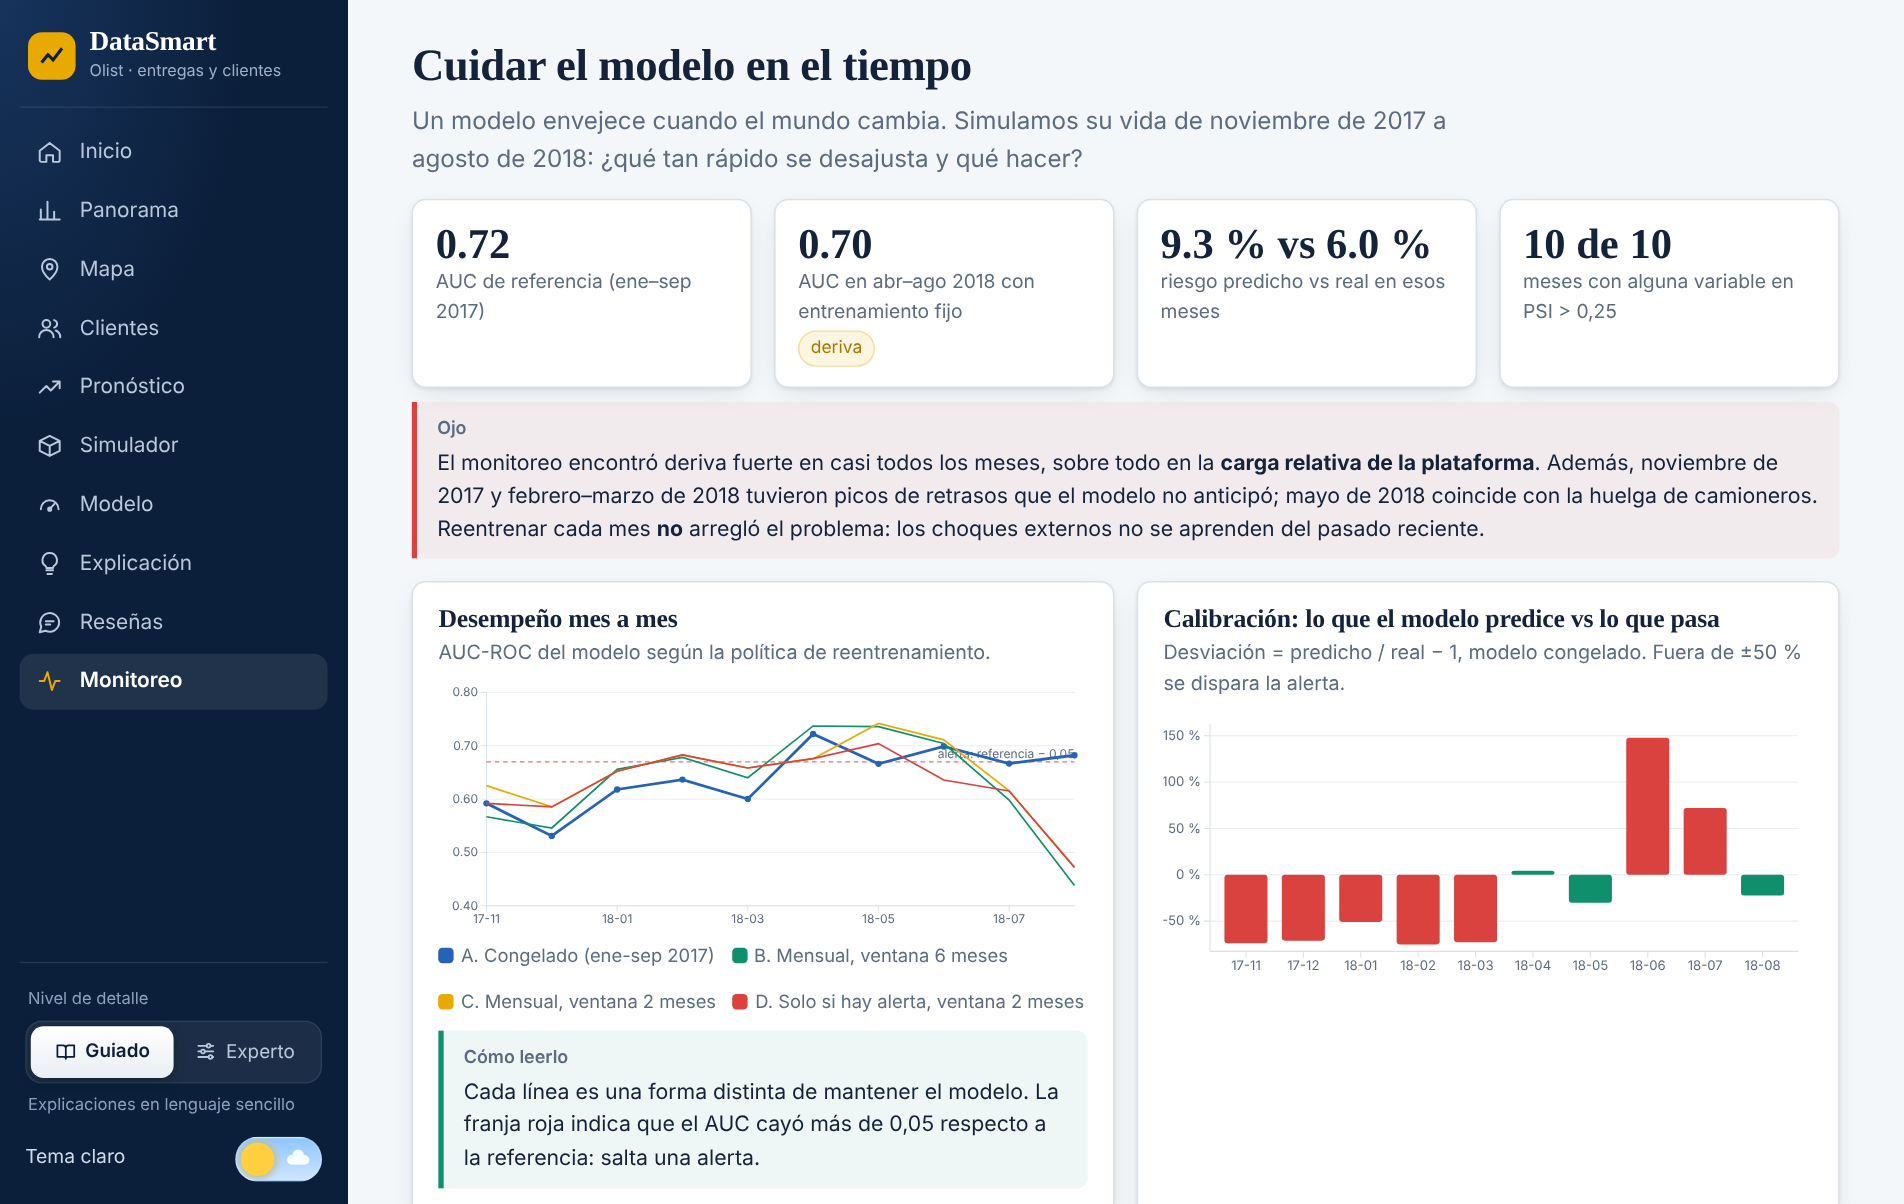 DataSmart
Olist · entregas y clientes
Inicio
Panorama
Mapa
Clientes
Pronóstico
Simulador
Modelo
Explicación
Reseñas
Monitoreo
Nivel de detalle
Guiado
Experto
Explicaciones en lenguaje sencillo
Tema claro
Cuidar el modelo en el tiempo
Un modelo envejece cuando el mundo cambia. Simulamos su vida de noviembre de 2017 a
agosto de 2018: ¿qué tan rápido se desajusta y qué hacer?
0.72
AUC de referencia (ene–sep
2017)
0.70
AUC en abr–ago 2018 con
entrenamiento fijo
deriva
9.3 % vs 6.0 %
riesgo predicho vs real en esos
meses
10 de 10
meses con alguna variable en
PSI > 0,25
Ojo
El monitoreo encontró deriva fuerte en casi todos los meses, sobre todo en la carga relativa de la plataforma. Además, noviembre de
2017 y febrero–marzo de 2018 tuvieron picos de retrasos que el modelo no anticipó; mayo de 2018 coincide con la huelga de camioneros.
Reentrenar cada mes no arregló el problema: los choques externos no se aprenden del pasado reciente.
Desempeño mes a mes
AUC-ROC del modelo según la política de reentrenamiento.
0.80
0.70
0.60
0.50
0.40
alerta: referencia − 0.05
17-11
18-01
18-03
18-05
18-07
A. Congelado (ene-sep 2017)
B. Mensual, ventana 6 meses
C. Mensual, ventana 2 meses
D. Solo si hay alerta, ventana 2 meses
Cómo leerlo
Cada línea es una forma distinta de mantener el modelo. La
franja roja indica que el AUC cayó más de 0,05 respecto a
la referencia: salta una alerta.
Calibración: lo que el modelo predice vs lo que pasa
Desviación = predicho / real − 1, modelo congelado. Fuera de ±50 %
se dispara la alerta.
150 %
100 %
50 %
0 %
-50 %
17-11
17-12
18-01
18-02
18-03
18-04
18-05
18-06
18-07
18-08